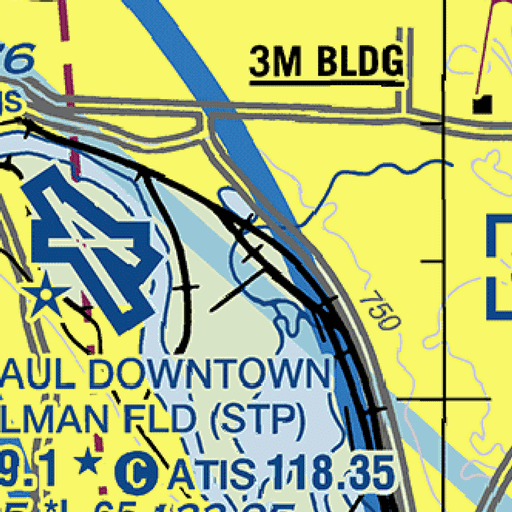 3M BLDG
750
AUL DOWNTOWN
LMAN FLD (STP)
9.1 ★ C ATIS 118.35